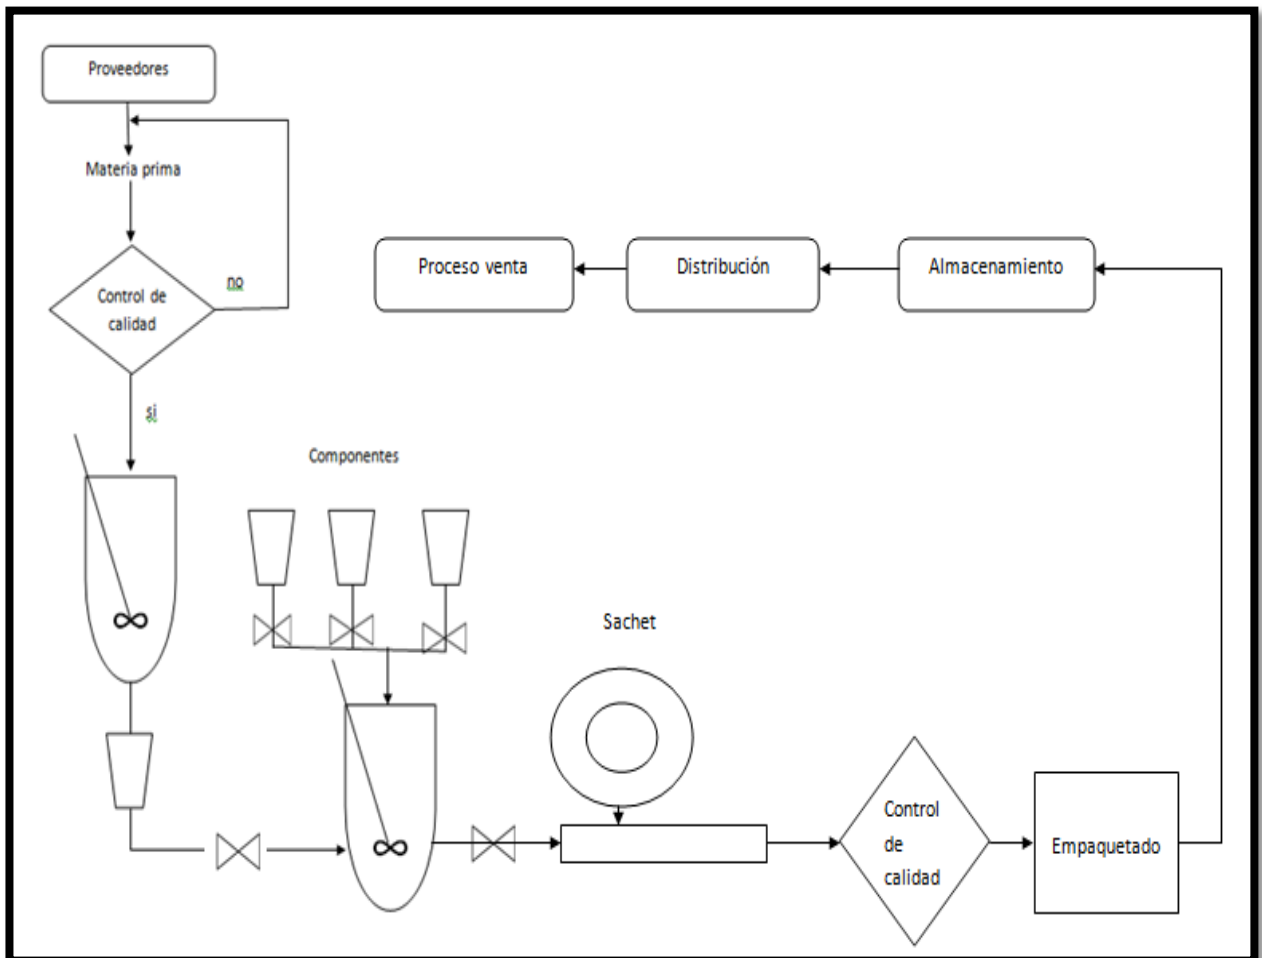 Proveedores
Materia prima
Control de
calidad
no
si
Proceso venta
Distribución
Almacenamiento
Componentes
Sachet
Control
de
calidad
Empaquetado